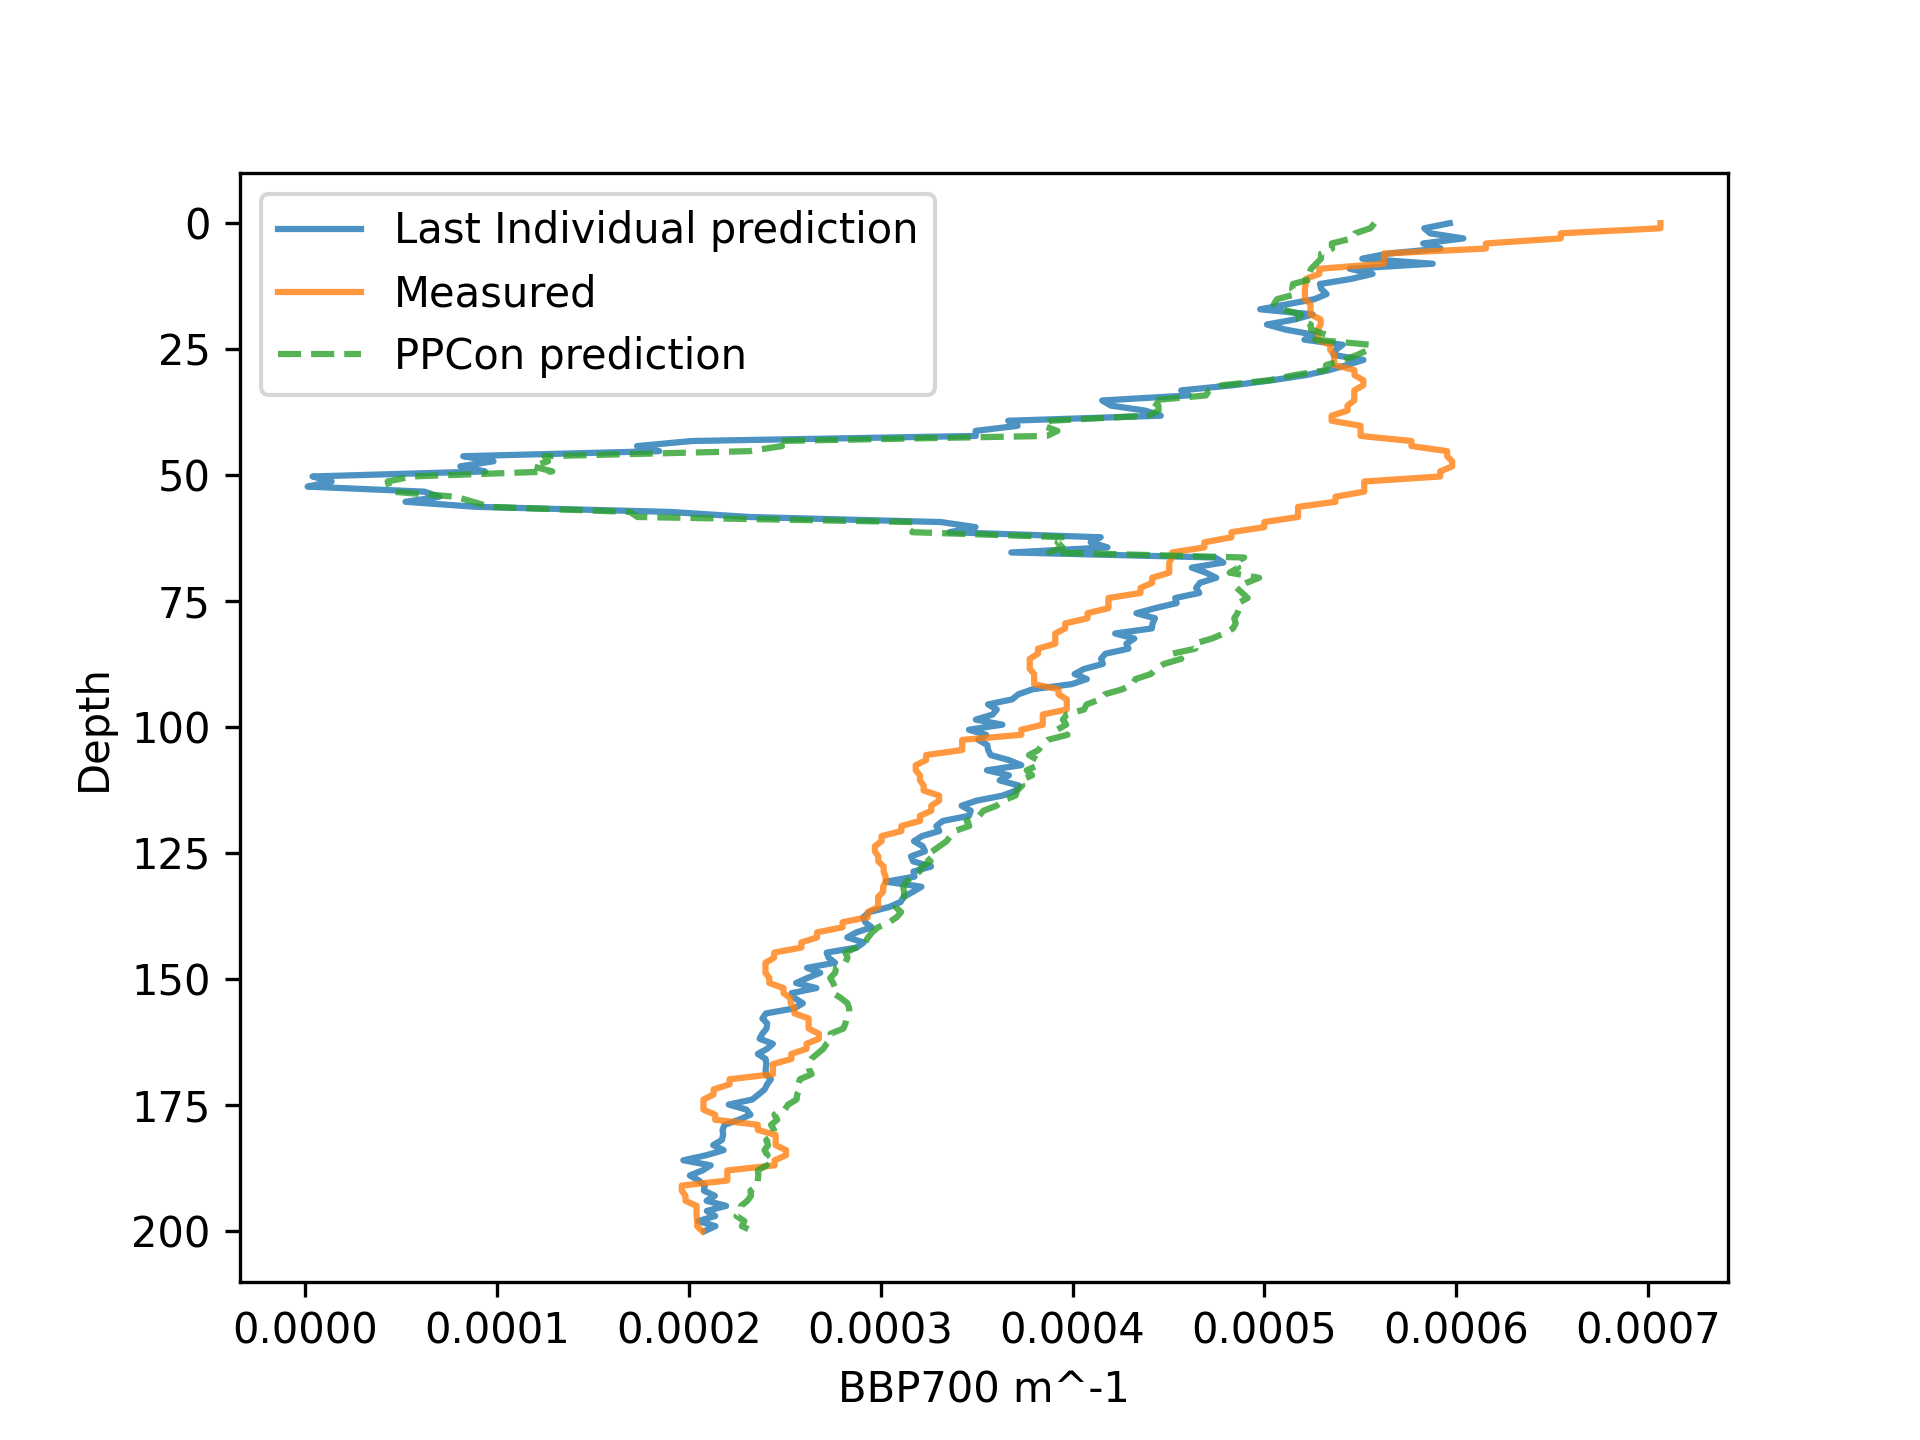 Last Individual prediction
Measured
PPCon prediction
0
25
50
75
100
125
150
175
200
Depth
0.0000 0.0001 0.0002 0.0003 0.0004 0.0005 0.0006 0.0007
BBP700 m^-1